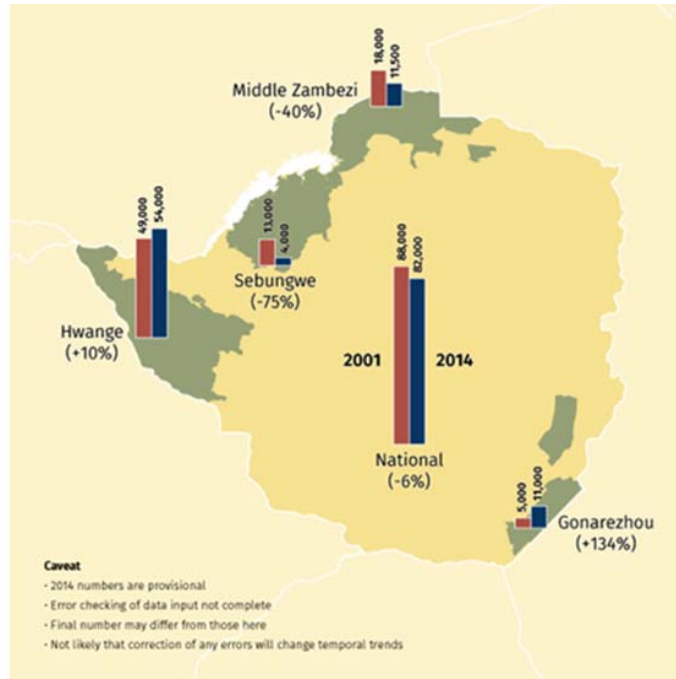 18,000
11,500
Middle Zambezi
(-40%)
49,000
54,000
13,000
4,000
Sebungwe
(-75%)
Hwange
(+10%)
88,000
82,000
2001
2014
National
(-6%)
5,000
11,000
Gonarezhou
(+134%)
Caveat
· 2014 numbers are provisional
· Error checking of data input not complete
· Final number may differ from those here
· Not likely that correction of any errors will change temporal trends